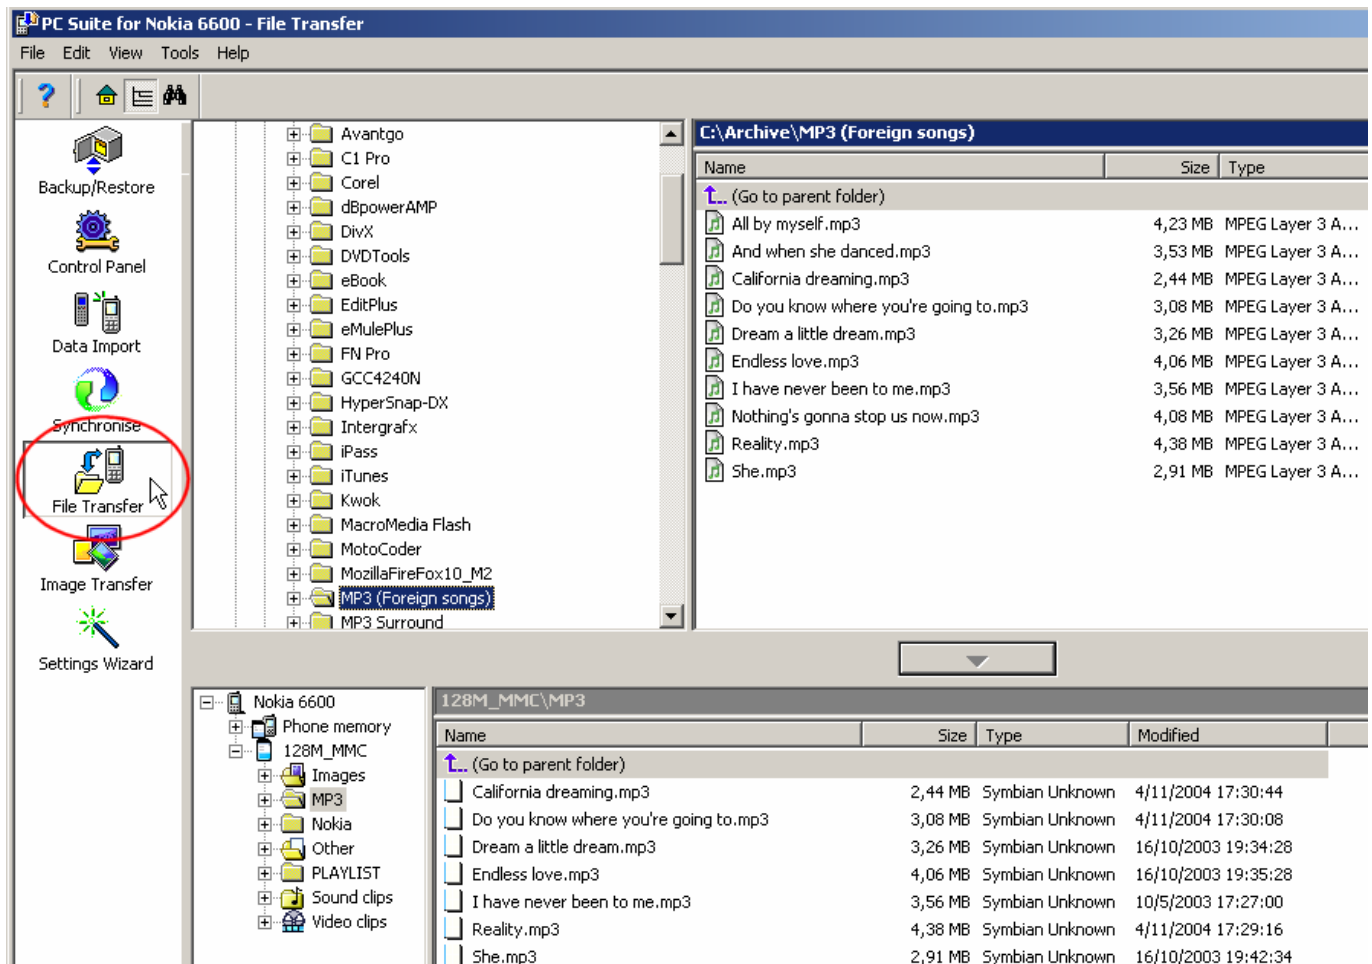 PC Suite for Nokia 6600 - File Transfer
File Edit View Tools Help
Backup/Restore
Control Panel
Data Import
Synchronise
File Transfer
Image Transfer
Settings Wizard
Avantgo
C1 Pro
Corel
dBpowerAMP
DivX
DVDTools
eBook
EditPlus
eMulePlus
FN Pro
GCC4240N
HyperSnap-DX
Intergrafx
iPass
iTunes
Kwok
MacroMedia Flash
MotoCoder
MozillaFireFox10_M2
MP3 (Foreign songs)
MP3 Surround
C:\Archive\MP3 (Foreign songs)
Name Size Type
(Go to parent folder)
All by myself.mp3 4,23 MB MPEG Layer 3 A...
And when she danced.mp3 3,53 MB MPEG Layer 3 A...
California dreaming.mp3 2,44 MB MPEG Layer 3 A...
Do you know where you're going to.mp3 3,08 MB MPEG Layer 3 A...
Dream a little dream.mp3 3,26 MB MPEG Layer 3 A...
Endless love.mp3 4,06 MB MPEG Layer 3 A...
I have never been to me.mp3 3,56 MB MPEG Layer 3 A...
Nothing's gonna stop us now.mp3 4,08 MB MPEG Layer 3 A...
Reality.mp3 4,38 MB MPEG Layer 3 A...
She.mp3 2,91 MB MPEG Layer 3 A...
Nokia 6600
Phone memory
128M_MMC
Images
MP3
Nokia
Other
PLAYLIST
Sound clips
Video clips
128M_MMC\MP3
Name Size Type Modified
(Go to parent folder)
California dreaming.mp3 2,44 MB Symbian Unknown 4/11/2004 17:30:44
Do you know where you're going to.mp3 3,08 MB Symbian Unknown 4/11/2004 17:30:08
Dream a little dream.mp3 3,26 MB Symbian Unknown 16/10/2003 19:34:28
Endless love.mp3 4,06 MB Symbian Unknown 16/10/2003 19:35:28
I have never been to me.mp3 3,56 MB Symbian Unknown 10/5/2003 17:27:00
Reality.mp3 4,38 MB Symbian Unknown 4/11/2004 17:29:16
She.mp3 2,91 MB Symbian Unknown 16/10/2003 19:42:34